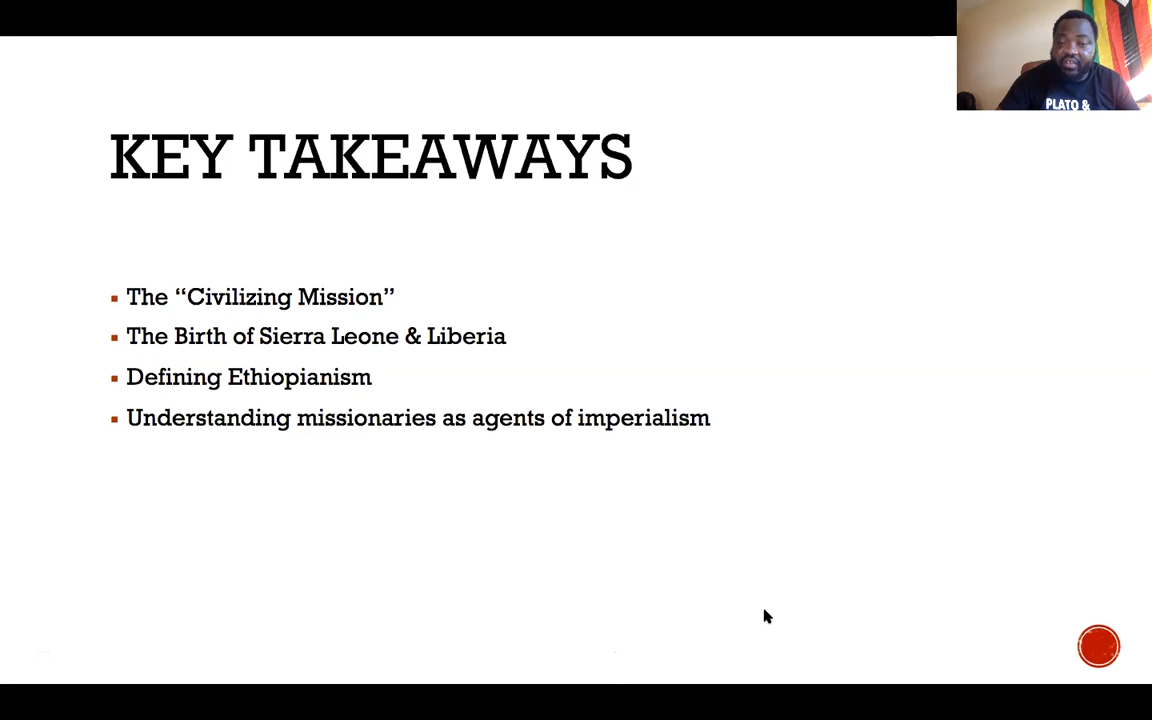 PLATO &
KEY TAKEAWAYS
The “Civilizing Mission”
The Birth of Sierra Leone & Liberia
Defining Ethiopianism
Understanding missionaries as agents of imperialism